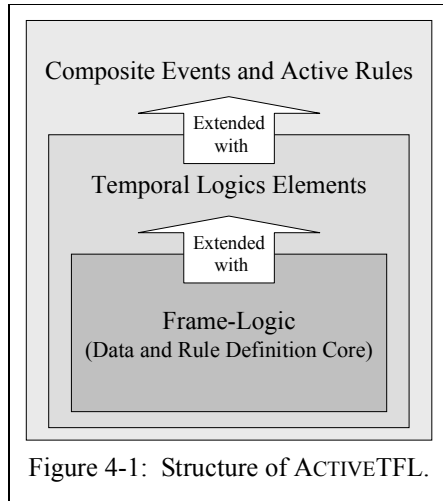 Composite Events and Active Rules
Extended
with
Temporal Logics Elements
Extended
with
Frame-Logic
(Data and Rule Definition Core)
Figure 4-1: Structure of ACTIVETFL.